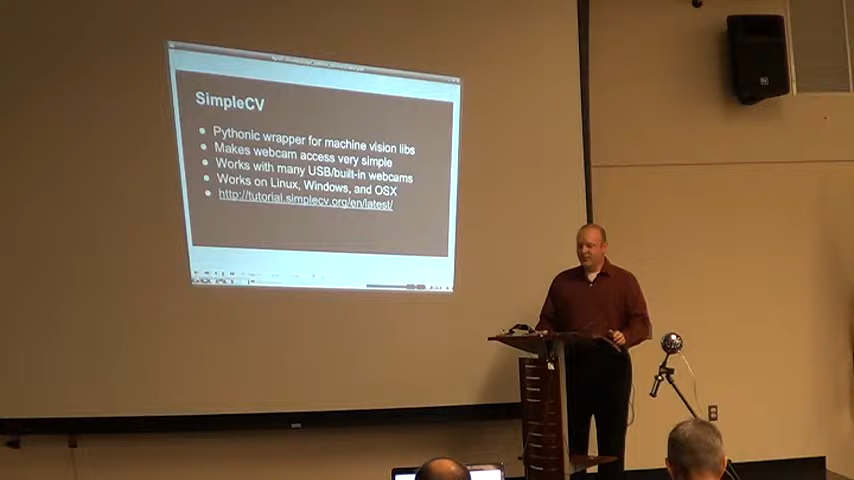 SimpleCV
Pythonic wrapper for machine vision libs
Makes webcam access very simple
Works with many USB/built-in webcams
Works on Linux, Windows, and OSX
http://tutorial.simplecv.org/en/latest/